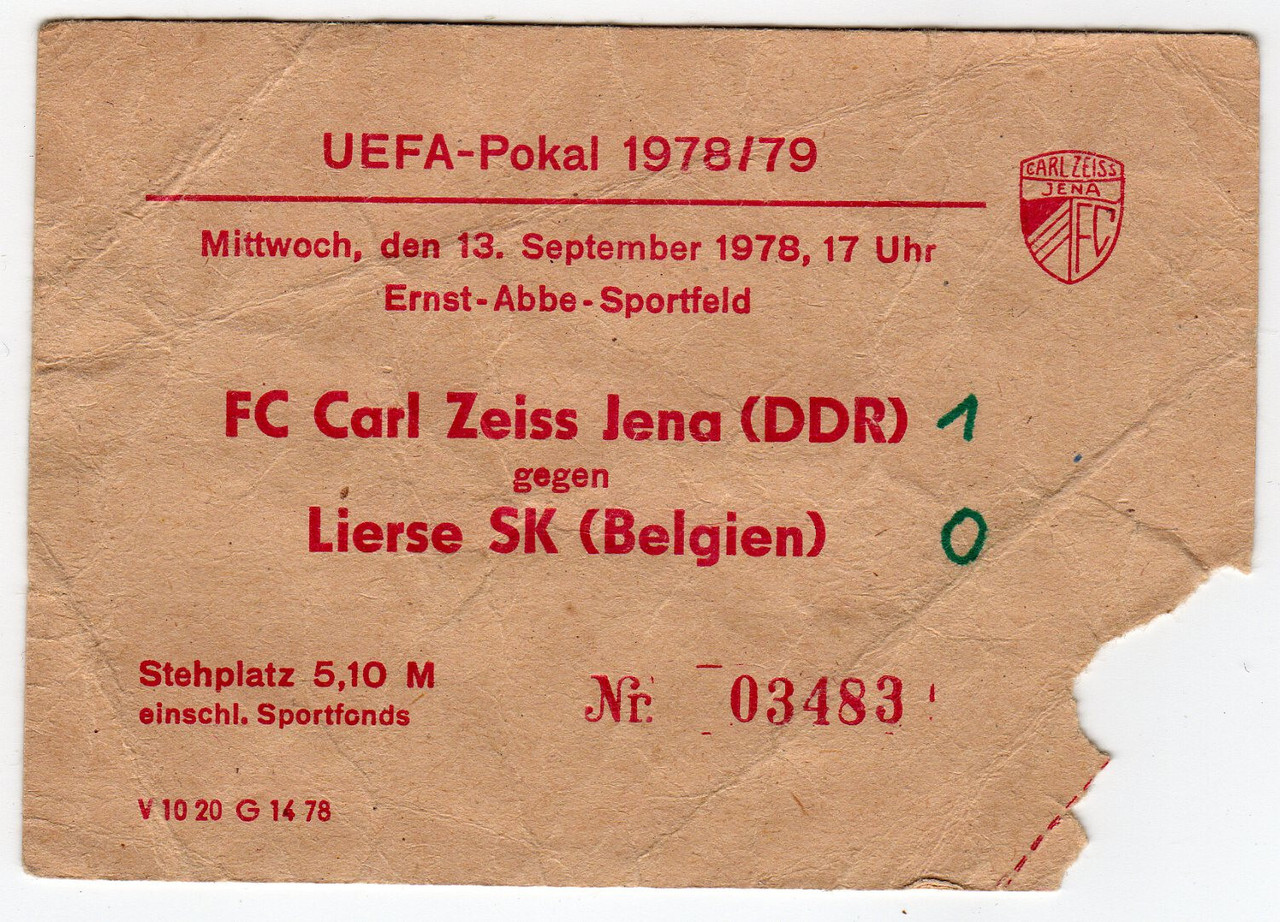 UEFA-Pokal 1978/79
CARL ZEISS
JENA
FC
Mittwoch, den 13. September 1978, 17 Uhr
Ernst-Abbe-Sportfeld
FC Carl Zeiss Jena (DDR) 1
gegen
Lierse SK (Belgien) 0
Stehplatz 5,10 M
einschl. Sportfonds
Nr. 03483
V 10 20 G 14 78